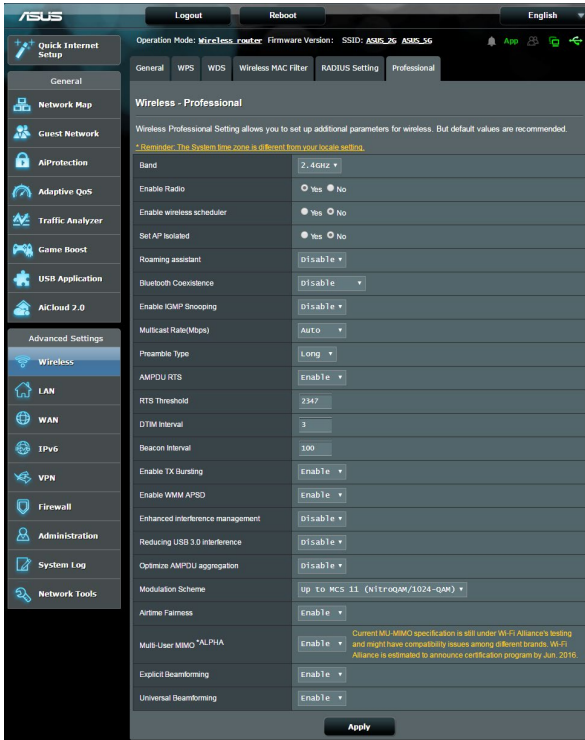 ASUS
Logout
Reboot
English
Quick Internet Setup
Operation Mode: Wireless router Firmware Version: SSID: ASUS_2G ASUS_5G
App
General WPS WDS Wireless MAC Filter RADIUS Setting Professional
General
Network Map
Guest Network
AiProtection
Adaptive QoS
Traffic Analyzer
Game Boost
USB Application
AiCloud 2.0
Advanced Settings
Wireless
LAN
WAN
IPv6
VPN
Firewall
Administration
System Log
Network Tools
Wireless - Professional
Wireless Professional Setting allows you to set up additional parameters for wireless. But default values are recommended.
* Reminder: The System time zone is different from your locale setting.
Band 2.4GHz
Enable Radio Yes No
Enable wireless scheduler Yes No
Set AP Isolated Yes No
Roaming assistant Disable
Bluetooth Coexistence Disable
Enable IGMP Snooping Disable
Multicast Rate(Mbps) Auto
Preamble Type Long
AMPDU RTS Enable
RTS Threshold 2347
DTIM Interval 3
Beacon Interval 100
Enable TX Bursting Enable
Enable WMM APSD Enable
Enhanced interference management Disable
Reducing USB 3.0 interference Disable
Optimize AMPDU aggregation Disable
Modulation Scheme Up to MCS 11 (NitroQAM/1024-QAM)
Airtime Fairness Enable
Multi-User MIMO *ALPHA Enable
Current MU-MIMO specification is still under Wi-Fi Alliance's testing
and might have compatibility issues among different brands. Wi-Fi
Alliance is estimated to announce certification program by Jun. 2016.
Explicit Beamforming Enable
Universal Beamforming Enable
Apply